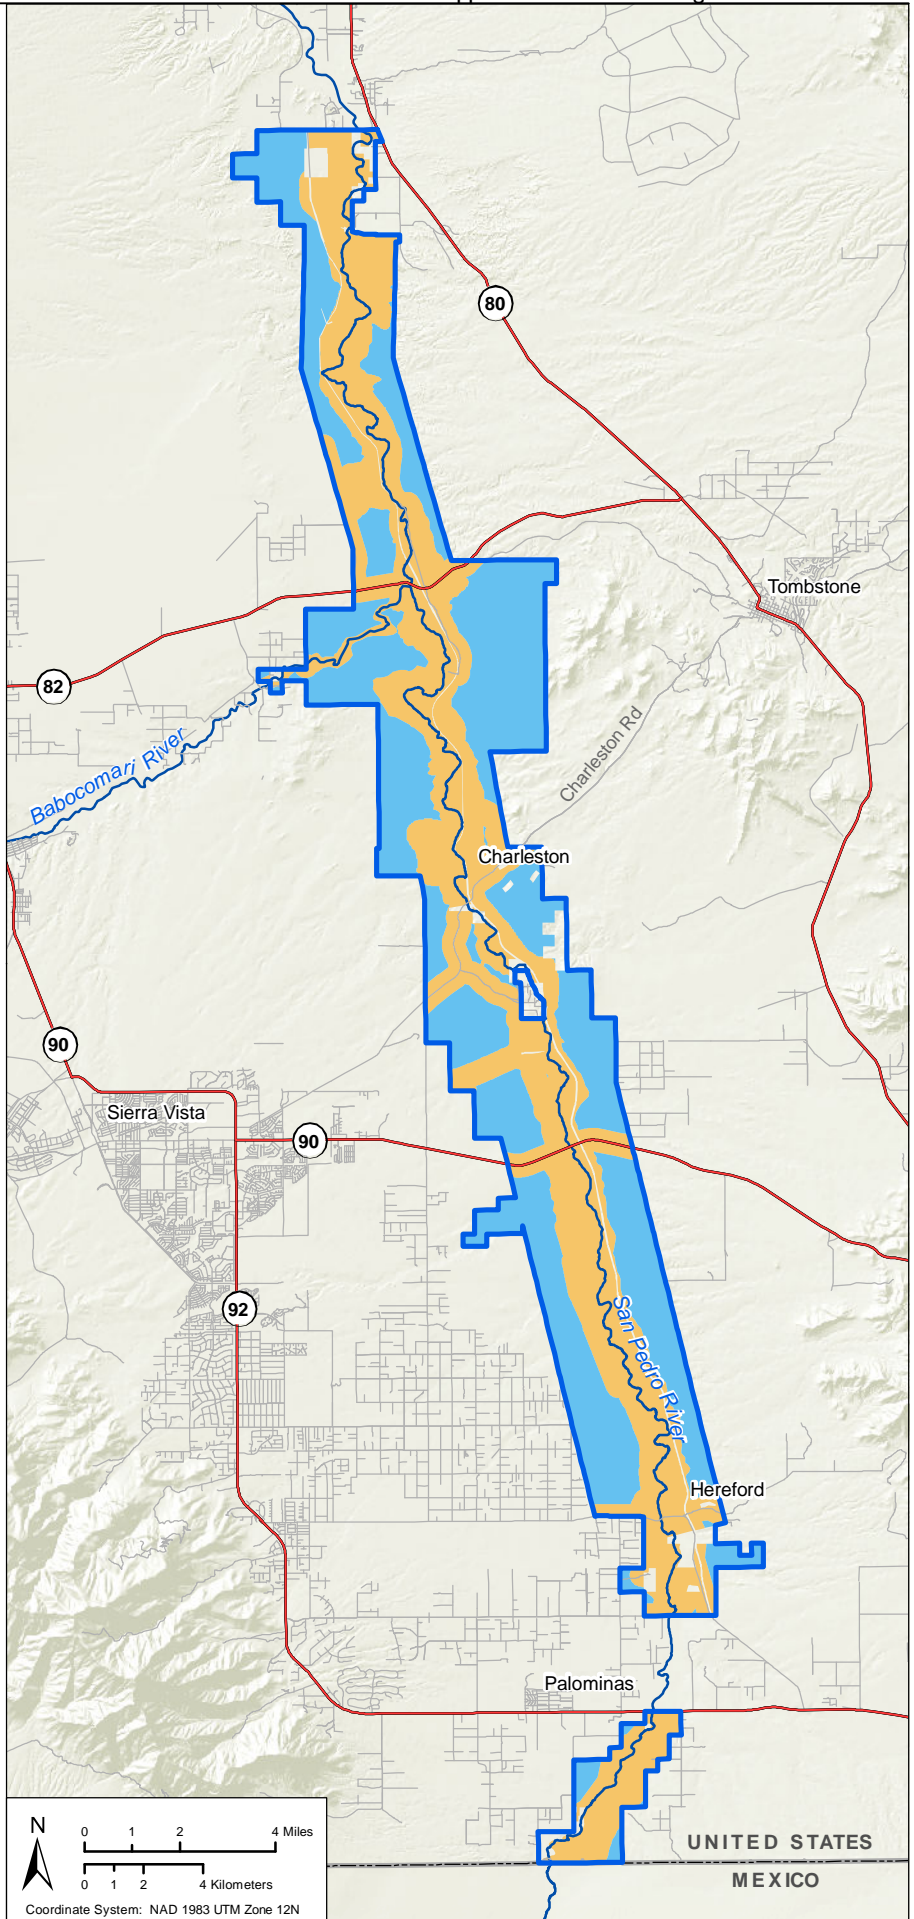 80
Tombstone
82
Babocomari River
Charleston Rd
Charleston
90
Sierra Vista
90
92
San Pedro River
Hereford
Palominas
N
0 1 2 4 Miles
0 1 2 4 Kilometers
Coordinate System: NAD 1983 UTM Zone 12N
UNITED STATES
MEXICO